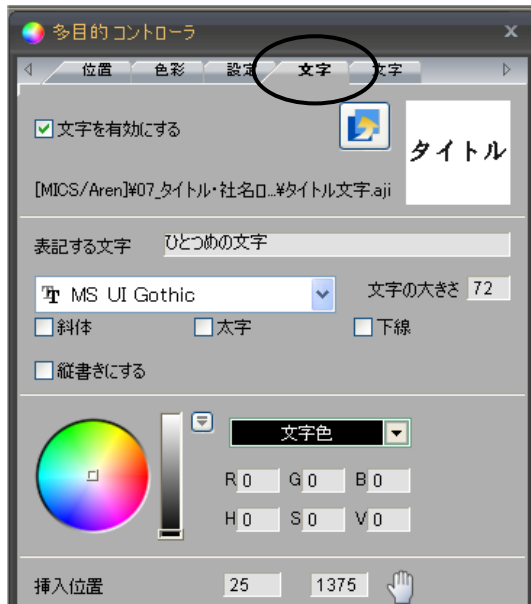 多目的コントローラ x
位置 色彩 設定 文字 文字
文字を有効にする
タイトル
[MICS/Aren]¥07_タイトル・社名ロ...¥タイトル文字.aji
表記する文字 ひとつめの文字
MS UI Gothic 文字の大きさ 72
斜体 太字 下線
縦書きにする
文字色
R 0 G 0 B 0
H 0 S 0 V 0
挿入位置 25 1375